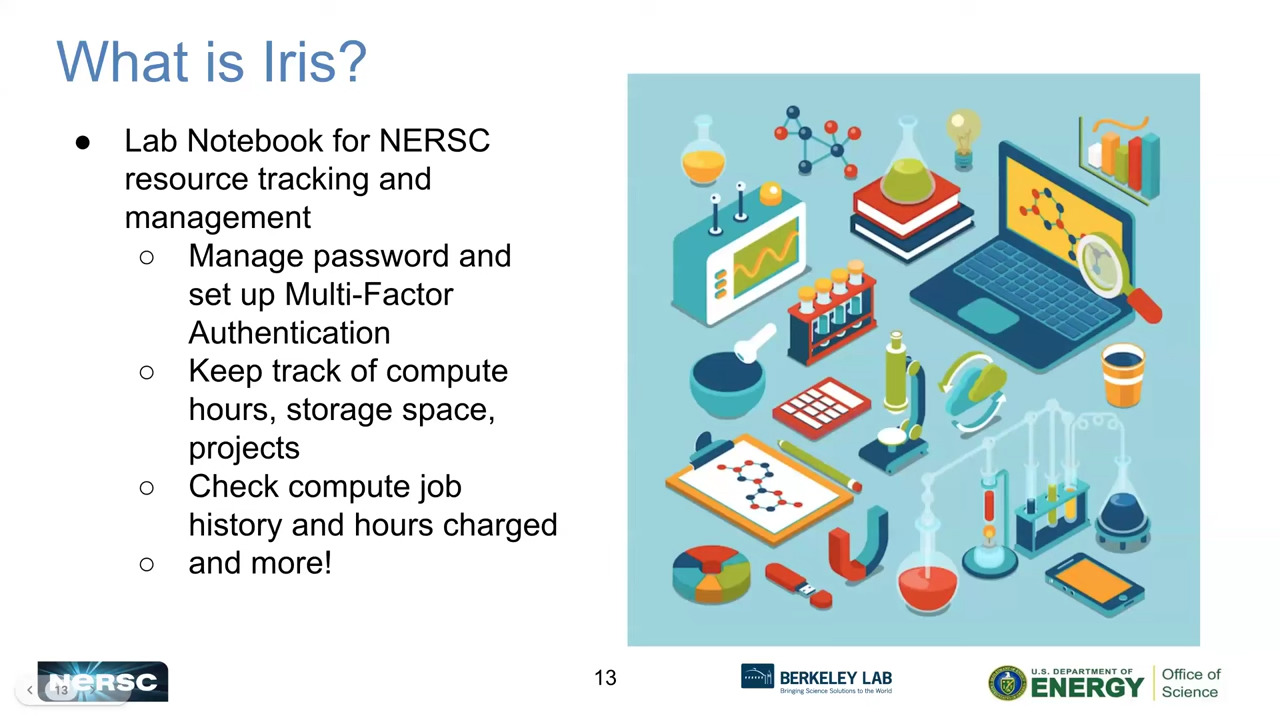 What is Iris?
● Lab Notebook for NERSC
resource tracking and
management
○ Manage password and
set up Multi-Factor
Authentication
○ Keep track of compute
hours, storage space,
projects
○ Check compute job
history and hours charged
○ and more!
NERSC
13
13
BERKELEY LAB
Bringing Science Solutions to the World
U.S. DEPARTMENT OF
ENERGY
Office of
Science